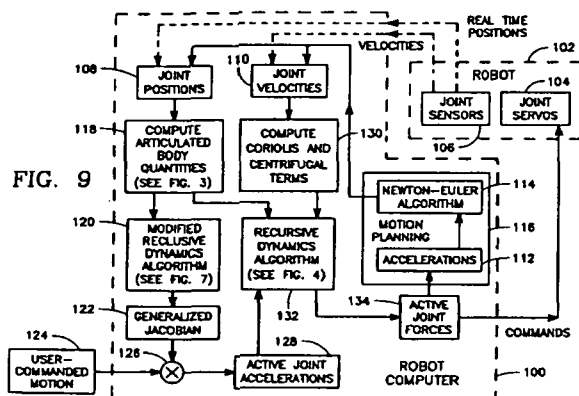 REAL TIME
POSITIONS
VELOCITIES
102
108
110
ROBOT
104
JOINT
POSITIONS
JOINT
VELOCITIES
JOINT
SENSORS
JOINT
SERVOS
118
130
106
COMPUTE
ARTICULATED
BODY
QUANTITIES
(SEE FIG. 3)
COMPUTE
CORIOLIS AND
CENTRIFUGAL
TERMS
FIG. 9
NEWTON-EULER
ALGORITHM
114
MOTION
PLANNING
116
120
MODIFIED
RECLUSIVE
DYNAMICS
ALGORITHM
(SEE FIG. 7)
RECURSIVE
DYNAMICS
ALGORITHM
(SEE FIG. 4)
ACCELERATIONS
112
122
132
134
GENERALIZED
JACOBIAN
ACTIVE
JOINT
FORCES
COMMANDS
124
126
128
USER-
COMMANDED
MOTION
ACTIVE JOINT
ACCELERATIONS
ROBOT
COMPUTER
100